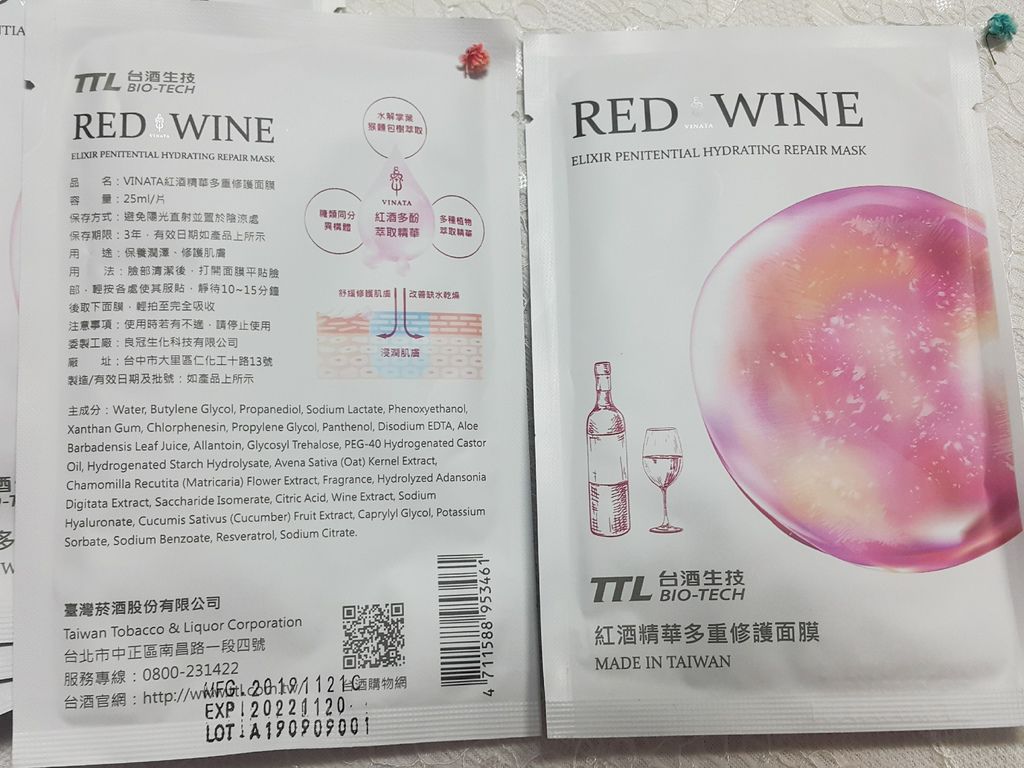 TTL 台酒生技
BIO-TECH
RED WINE
VINATA
ELIXIR PENITENTIAL HYDRATING REPAIR MASK
品　　名：VINATA紅酒精華多重修護面膜
容　　量：25ml/片
保存方式：避免陽光直射並置於陰涼處
保存期限：3年，有效日期如產品上所示
用　　途：保養潤澤、修護肌膚
用　　法：臉部清潔後，打開面膜平貼臉
部，輕按各處使其服貼，靜待10~15分鐘
後取下面膜，輕拍至完全吸收
注意事項：使用時若有不適，請停止使用
委製工廠：良冠生化科技有限公司
廠　　址：台中市大里區仁化工十路13號
製造/有效日期及批號：如產品上所示
水解掌葉
猴麵包樹萃取
VINATA
紅酒多酚
萃取精華
醣類同分
異構體
多種植物
萃取精華
舒緩修護肌膚
改善缺水乾燥
浸潤肌膚
主成分：Water, Butylene Glycol, Propanediol, Sodium Lactate, Phenoxyethanol,
Xanthan Gum, Chlorphenesin, Propylene Glycol, Panthenol, Disodium EDTA, Aloe
Barbadensis Leaf Juice, Allantoin, Glycosyl Trehalose, PEG-40 Hydrogenated Castor
Oil, Hydrogenated Starch Hydrolysate, Avena Sativa (Oat) Kernel Extract,
Chamomilla Recutita (Matricaria) Flower Extract, Fragrance, Hydrolyzed Adansonia
Digitata Extract, Saccharide Isomerate, Citric Acid, Wine Extract, Sodium
Hyaluronate, Cucumis Sativus (Cucumber) Fruit Extract, Caprylyl Glycol, Potassium
Sorbate, Sodium Benzoate, Resveratrol, Sodium Citrate.
臺灣菸酒股份有限公司
Taiwan Tobacco & Liquor Corporation
台北市中正區南昌路一段四號
服務專線：0800-231422
台酒官網：http://www.ttl.com.tw
台酒購物網
4 711588 953461
MFG 20191121C
EXP 20221120
LOT A190909001
RED WINE
VINATA
ELIXIR PENITENTIAL HYDRATING REPAIR MASK
TTL 台酒生技
BIO-TECH
紅酒精華多重修護面膜
MADE IN TAIWAN